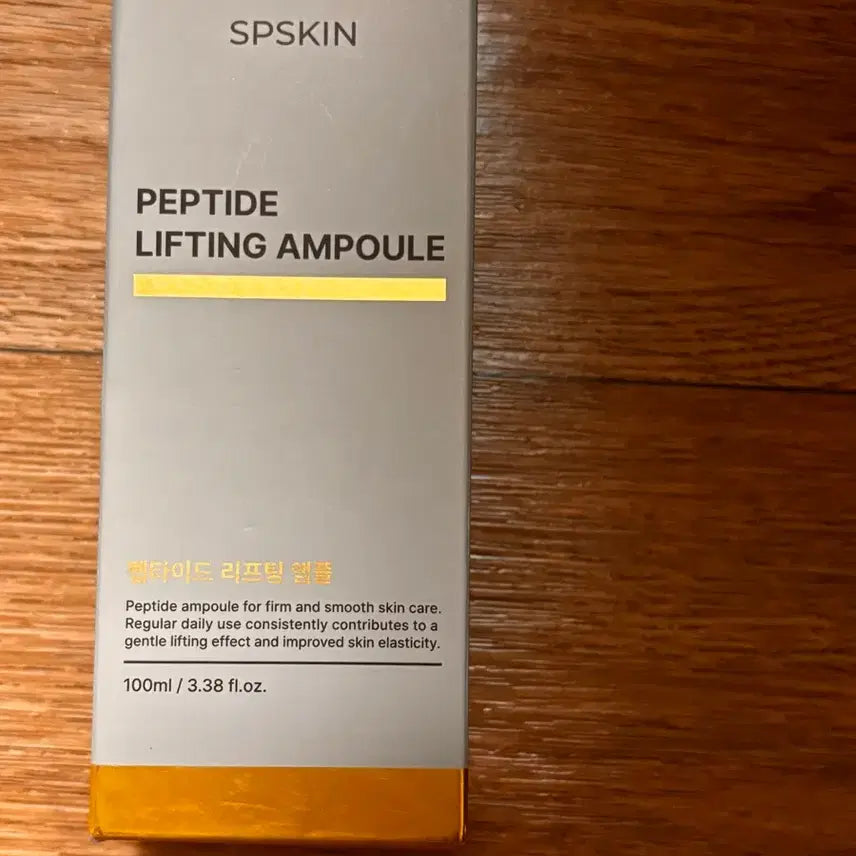 SPSKIN
PEPTIDE
LIFTING AMPOULE
펩타이드 리프팅 앰플
Peptide ampoule for firm and smooth skin care.
Regular daily use consistently contributes to a
gentle lifting effect and improved skin elasticity.
100ml / 3.38 fl.oz.